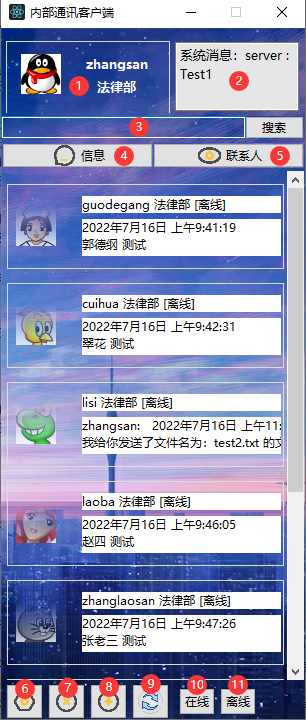 内部通讯客户端
zhangsan
1 法律部
系统消息：server :
Test1
2
3
搜索
信息 4
联系人 5
guodegang 法律部 [离线]
2022年7月16日 上午9:41:19
郭德纲 测试
cuihua 法律部 [离线]
2022年7月16日 上午9:42:31
翠花 测试
lisi 法律部 [离线]
zhangsan: 2022年7月16日 上午11:
我给你发送了文件名为：test2.txt 的文
laoba 法律部 [离线]
2022年7月16日 上午9:46:05
赵四 测试
zhanglaosan 法律部 [离线]
2022年7月16日 上午9:47:26
张老三 测试
6 7 8 9 10 11
在线 离线